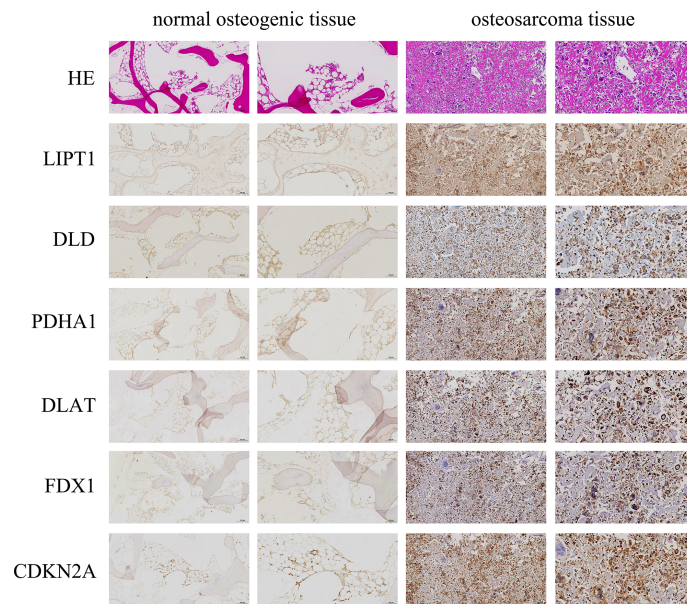 normal osteogenic tissue osteosarcoma tissue
HE
LIPT1
DLD
PDHA1
DLAT
FDX1
CDKN2A